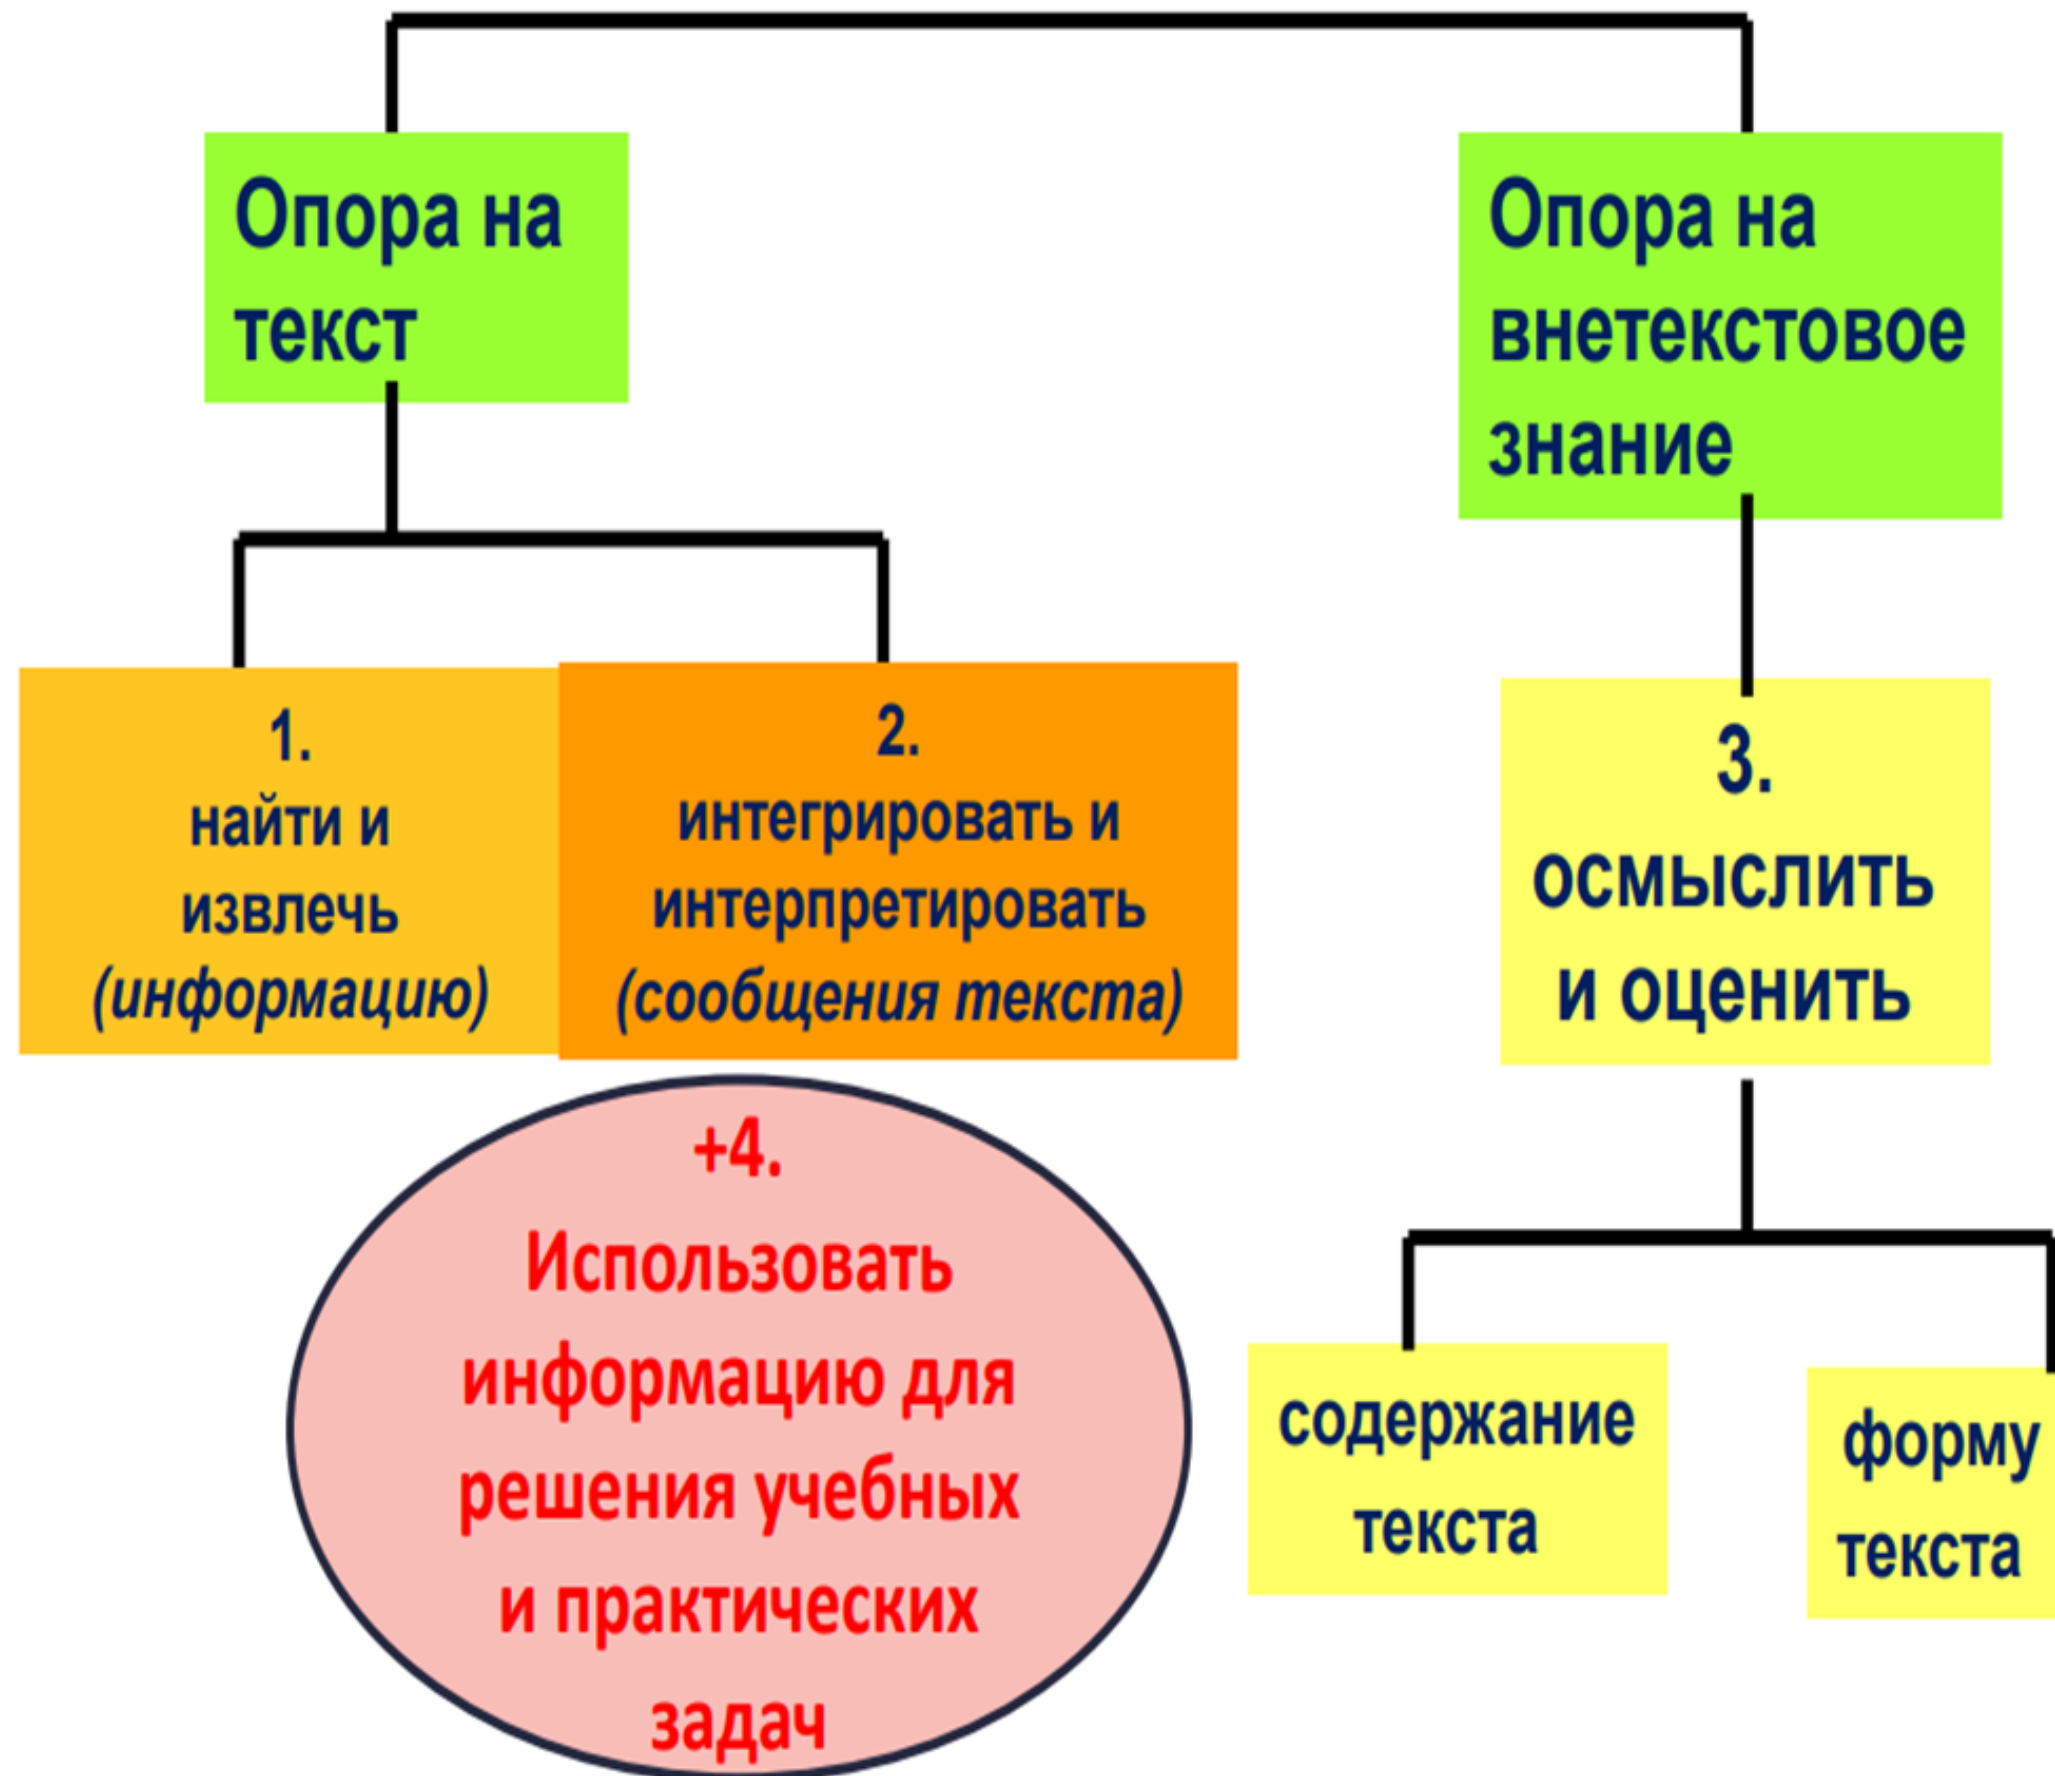 Опора на
текст
Опора на
внетекстовое
знание
1.
найти и
извлечь
(информацию)
2.
интегрировать и
интерпретировать
(сообщения текста)
3.
осмыслить
и оценить
+4.
Использовать
информацию для
решения учебных
и практических
задач
содержание
текста
форму
текста